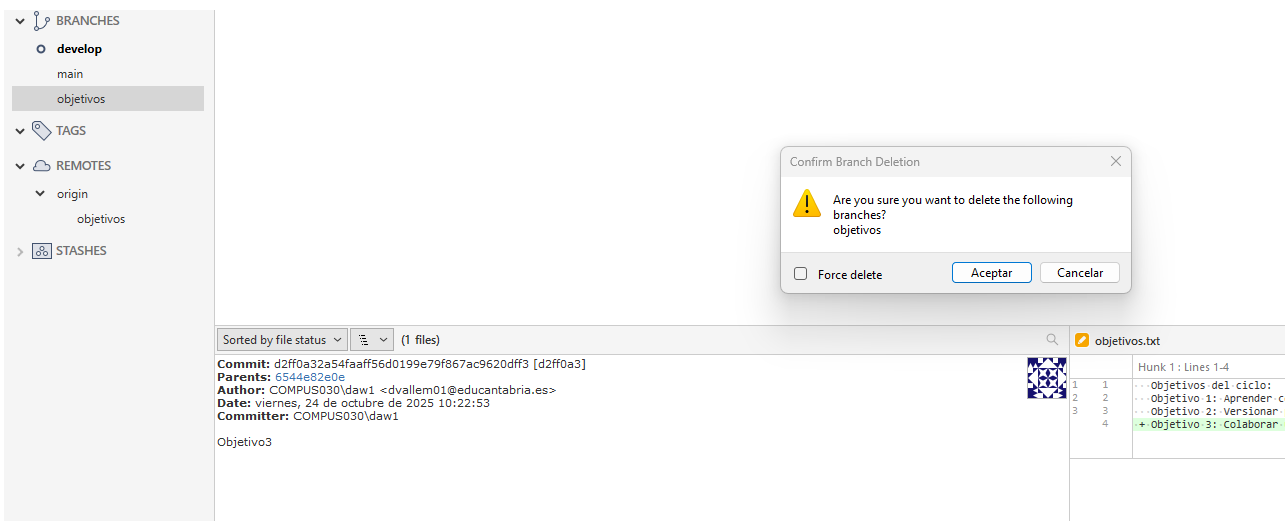 BRANCHES
develop
main
objetivos
TAGS
REMOTES
origin
objetivos
STASHES
Confirm Branch Deletion
Are you sure you want to delete the following
branches?
objetivos
Force delete
Aceptar
Cancelar
Sorted by file status
(1 files)
Commit: d2ff0a32a54faaff56d0199e79f867ac9620dff3 [d2ff0a3]
Parents: 6544e82e0e
Author: COMPUS030\daw1 <dvallem01@educantabria.es>
Date: viernes, 24 de octubre de 2025 10:22:53
Committer: COMPUS030\daw1
Objetivo3
objetivos.txt
Hunk 1 : Lines 1-4
1 1 ···Objetivos·del·ciclo:
2 2 ···Objetivo·1:·Aprender·c
3 3 ···Objetivo·2:·Versionar·
4 +·Objetivo·3:·Colaborar·